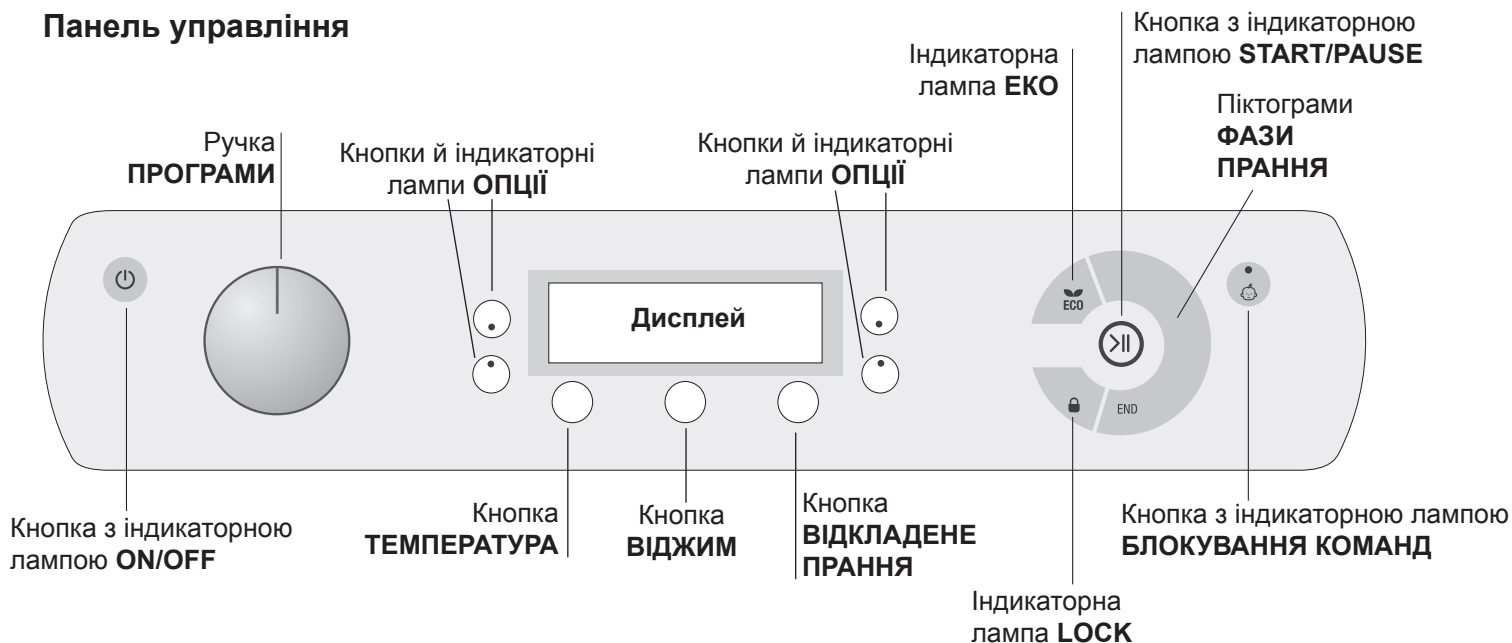 Панель управління
Кнопка з індикаторною
лампою START/PAUSE
Індикаторна
лампа ЕКО
Піктограми
ФАЗИ
ПРАННЯ
Ручка
ПРОГРАМИ
Кнопки й індикаторні
лампи ОПЦІЇ
Кнопки й індикаторні
лампи ОПЦІЇ
Дисплей
ECO
END
Кнопка з індикаторною
лампою ON/OFF
Кнопка
ТЕМПЕРАТУРА
Кнопка
ВІДЖИМ
Кнопка
ВІДКЛАДЕНЕ
ПРАННЯ
Індикаторна
лампа LOCK
Кнопка з індикаторною лампою
БЛОКУВАННЯ КОМАНД